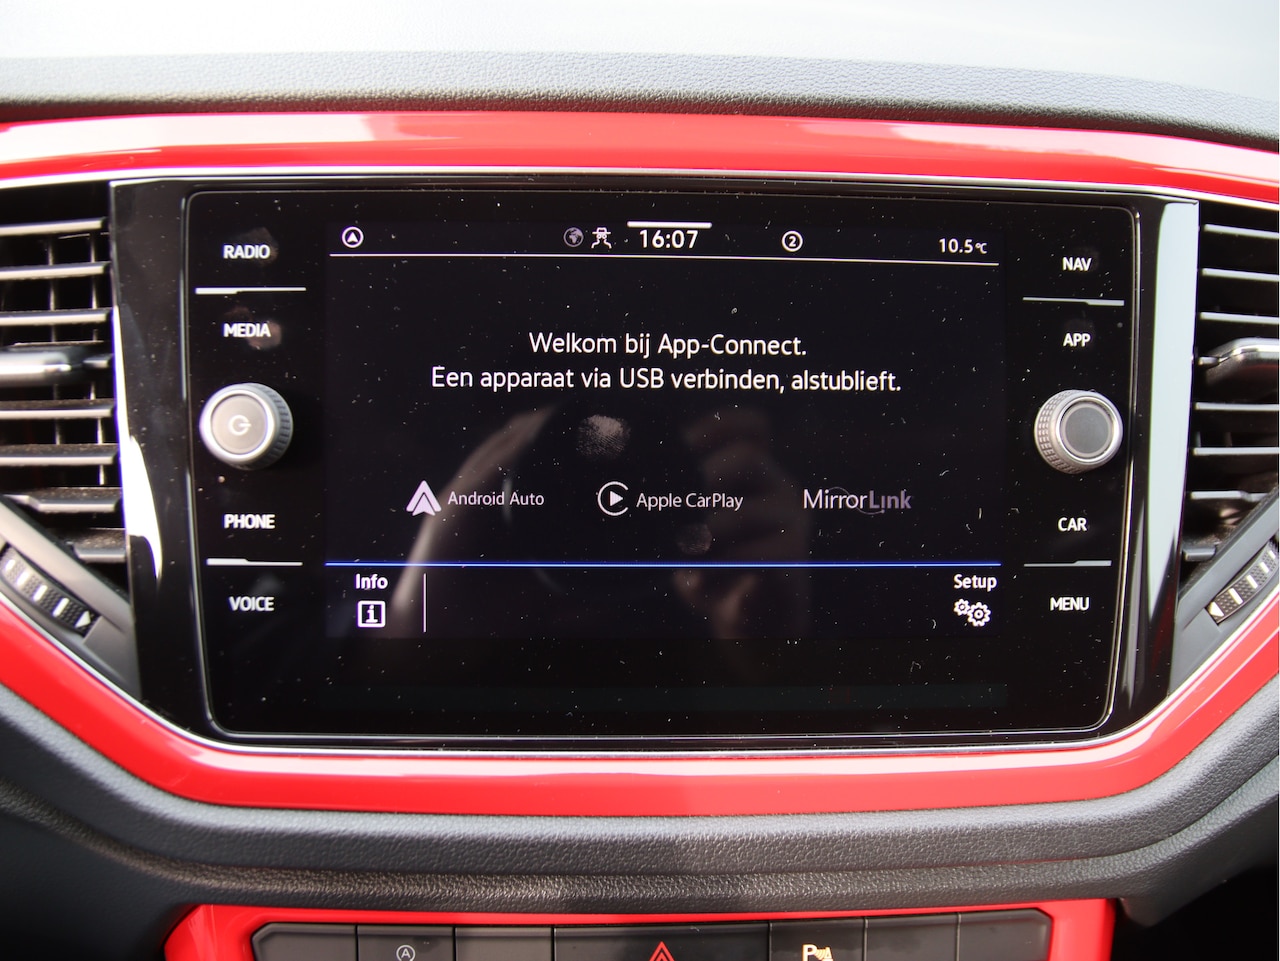 RADIO
MEDIA
PHONE
VOICE
16:07
2
10.5°C
Welkom bij App-Connect.
Een apparaat via USB verbinden, alstublieft.
Android Auto
Apple CarPlay
MirrorLink
Info
i
Setup
NAV
APP
CAR
MENU
A
P